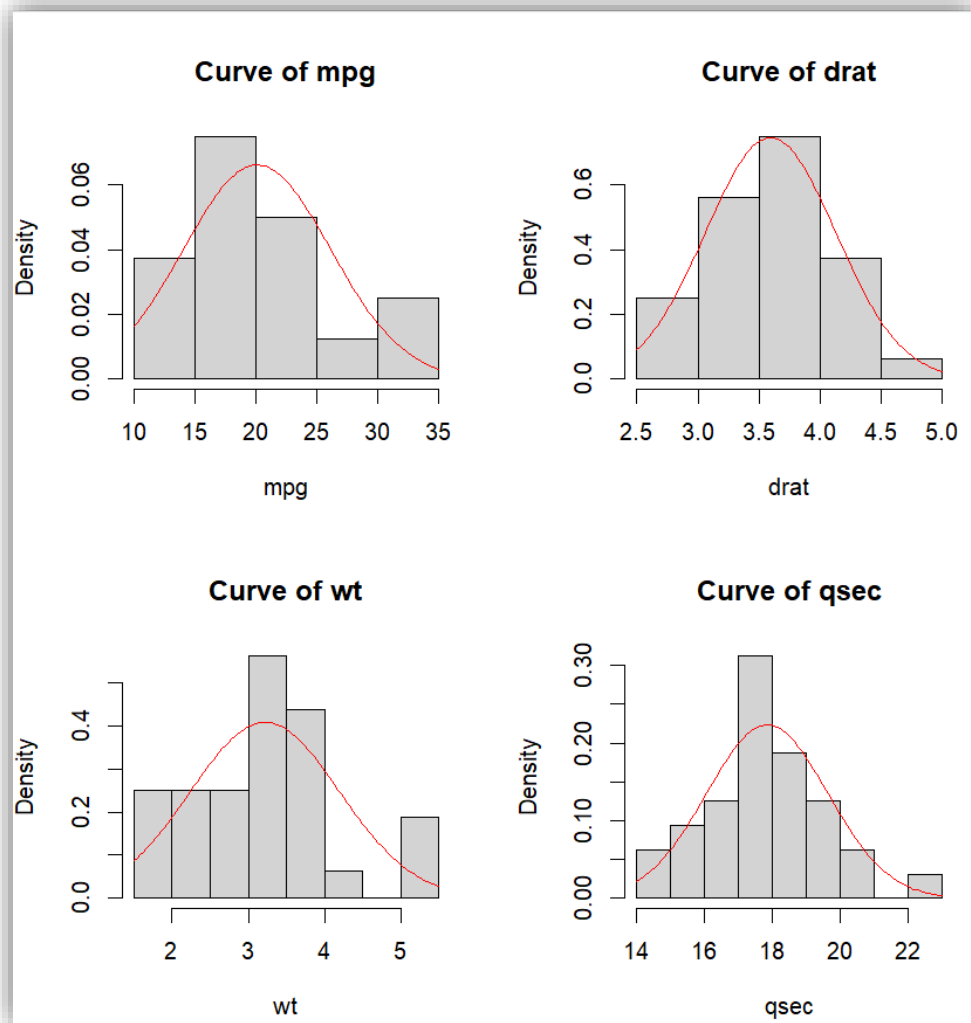 Curve of mpg
Density
0.00 0.02 0.04 0.06
10 15 20 25 30 35
mpg
Curve of drat
Density
0.0 0.2 0.4 0.6
2.5 3.0 3.5 4.0 4.5 5.0
drat
Curve of wt
Density
0.0 0.2 0.4
2 3 4 5
wt
Curve of qsec
Density
0.00 0.10 0.20 0.30
14 16 18 20 22
qsec